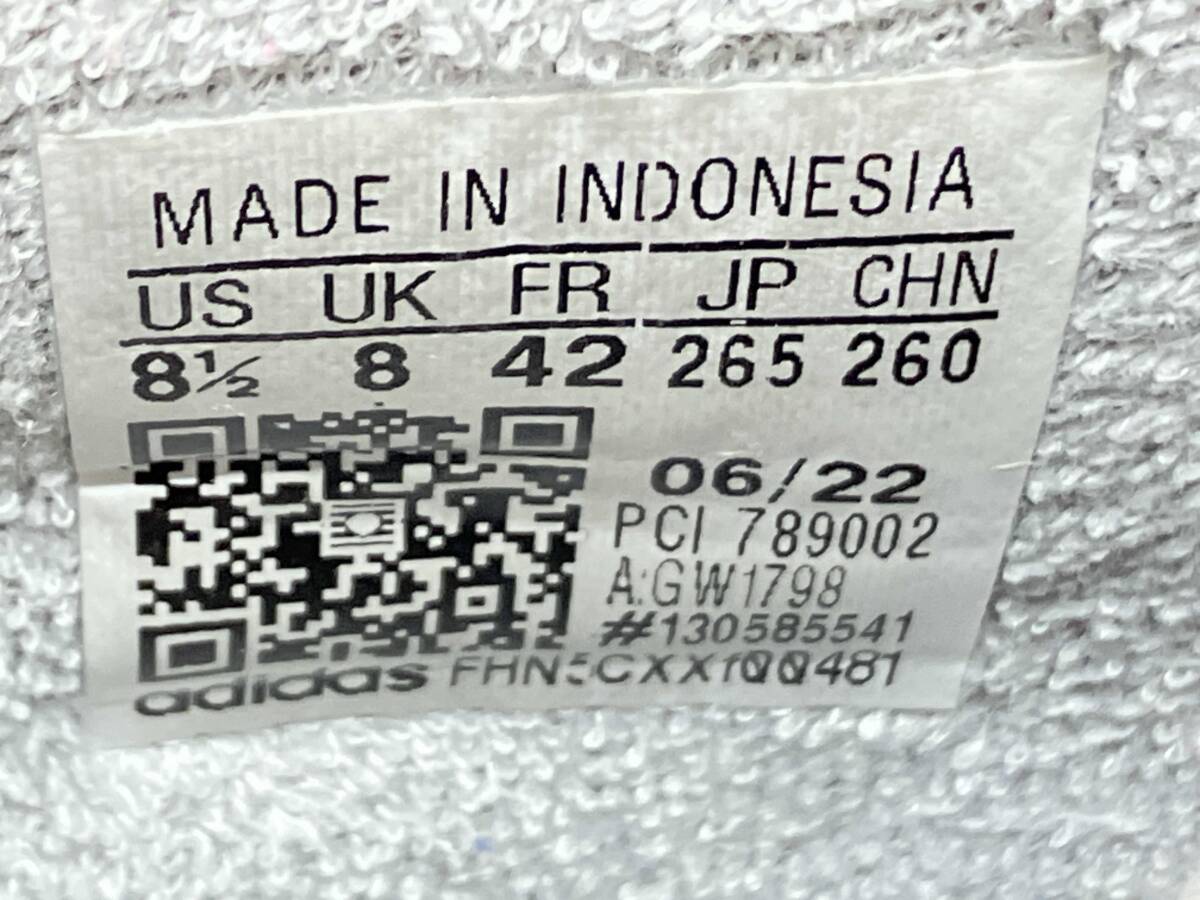 MADE IN INDONESIA
US UK FR JP CHN
8½ 8 42 265 260
06/22
PCI 789002
A:GW1798
#130585541
adidas FHN5CXX100481